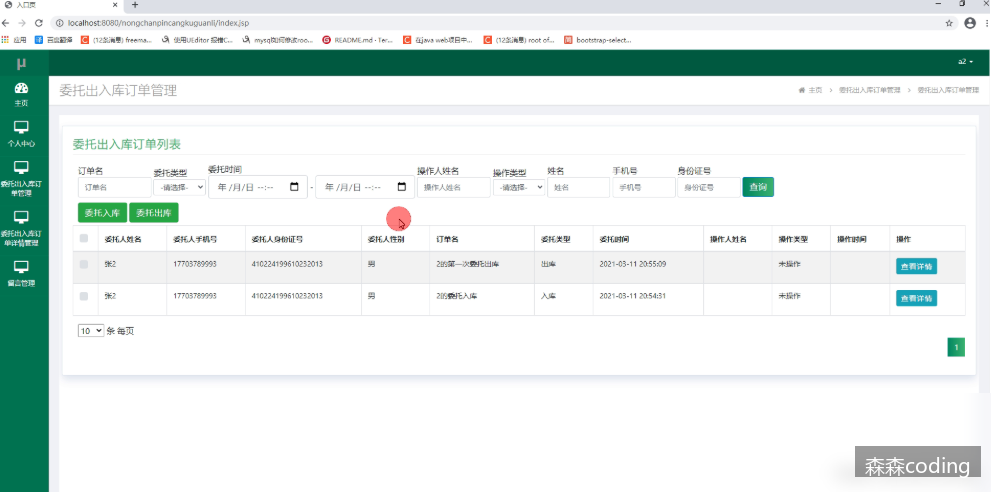 入口页
localhost:8080/nongchanpincangkuguanli/index.jsp
应用 百度翻译 (12条消息) freema... 使用UEditor 报错C... mysql如何修改roo... README.md · Ter... 在java web项目中... (12条消息) root of... bootstrap-select...
μ a2
委托出入库订单管理 主页 > 委托出入库订单管理 > 委托出入库订单管理
主页
个人中心
委托出入库订单管理
委托出入库订单详情管理
留言管理
委托出入库订单列表
订单名 委托类型 委托时间 操作人姓名 操作类型 姓名 手机号 身份证号
订单名 -请选择- 年 /月/日 --:-- - 年 /月/日 --:-- 操作人姓名 -请选择- 姓名 手机号 身份证号 查询
委托入库 委托出库
委托人姓名 委托人手机号 委托人身份证号 委托人性别 订单名 委托类型 委托时间 操作人姓名 操作类型 操作时间 操作
张2 17703789993 410224199610232013 男 2的第一次委托出库 出库 2021-03-11 20:55:09 未操作 查看详情
张2 17703789993 410224199610232013 男 2的委托入库 入库 2021-03-11 20:54:31 未操作 查看详情
10 条 每页
1
森森coding